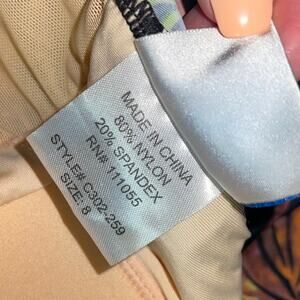 MADE IN CHINA
80% NYLON
20% SPANDEX
RN# 111055
STYLE# C302-259
SIZE: 8